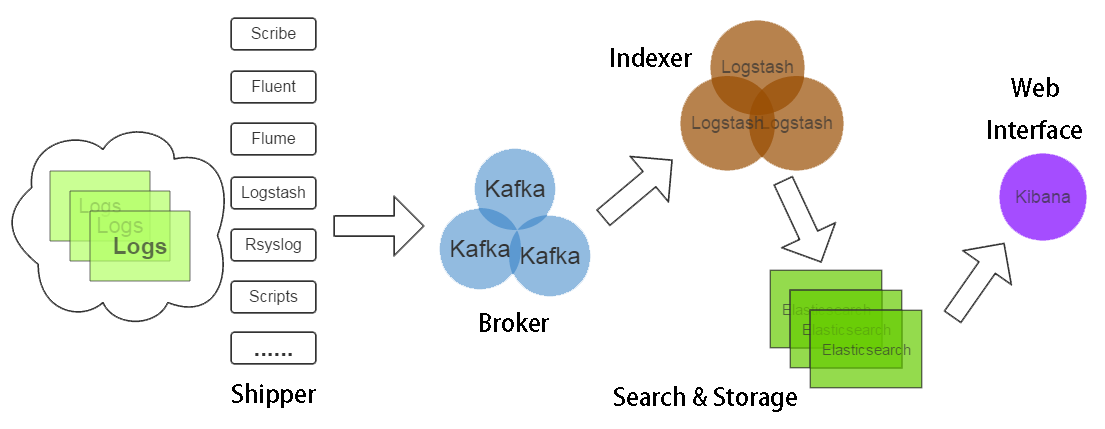 Logs
Logs
Logs
Scribe
Fluent
Flume
Logstash
Rsyslog
Scripts
......
Shipper
Kafka
Kafka
Kafka
Broker
Indexer
Logstash
Logstash
Logstash
Elasticsearch
Elasticsearch
Elasticsearch
Search & Storage
Web
Interface
Kibana